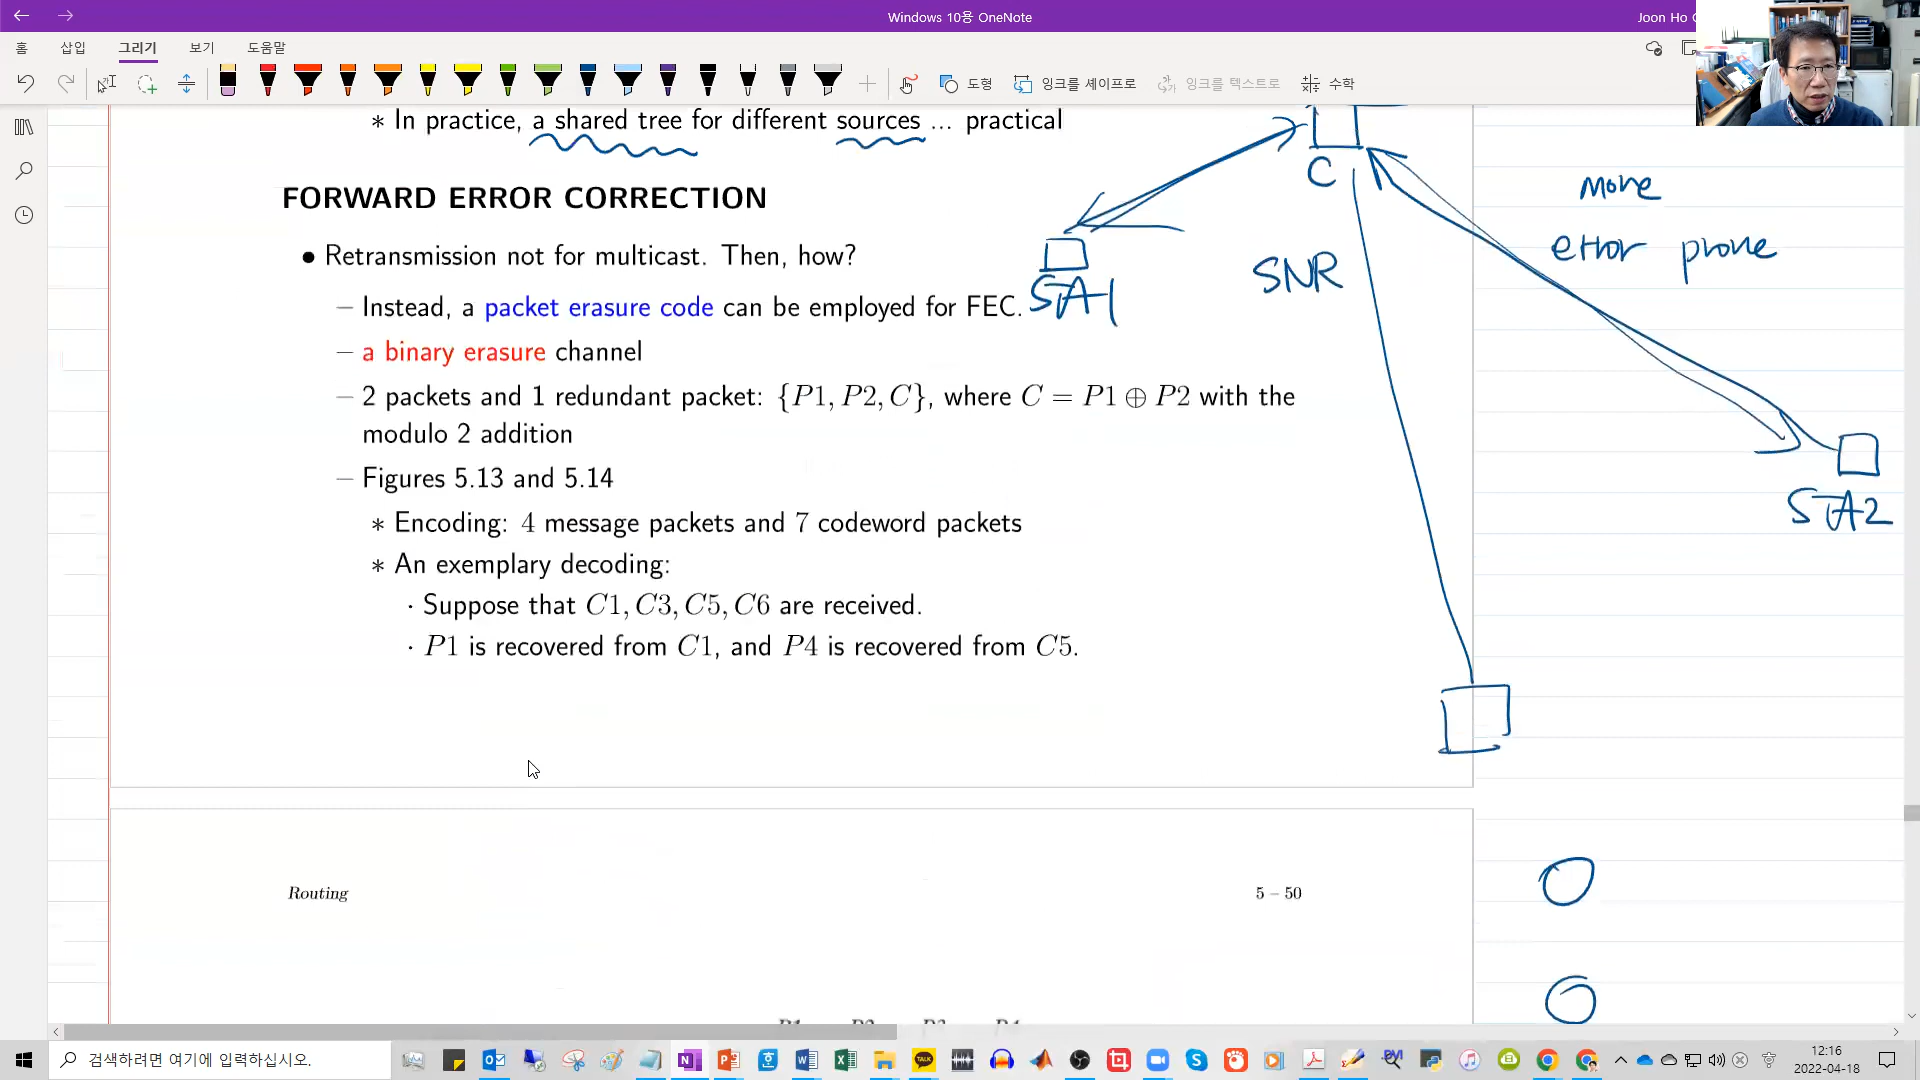 Windows 10용 OneNote
Joon Ho
홈 삽입 그리기 보기 도움말
도형 잉크를 셰이프로 잉크를 텍스트로 수학
∗ In practice, a shared tree for different sources ... practical
C
more
error prone
FORWARD ERROR CORRECTION
• Retransmission not for multicast. Then, how?
SNR
– Instead, a packet erasure code can be employed for FEC.
STA1
– a binary erasure channel
– 2 packets and 1 redundant packet: {P1, P2, C}, where C = P1 ⊕ P2 with the
modulo 2 addition
– Figures 5.13 and 5.14
STA2
∗ Encoding: 4 message packets and 7 codeword packets
∗ An exemplary decoding:
· Suppose that C1, C3, C5, C6 are received.
· P1 is recovered from C1, and P4 is recovered from C5.
Routing 5 – 50
검색하려면 여기에 입력하십시오.
12:16
2022-04-18